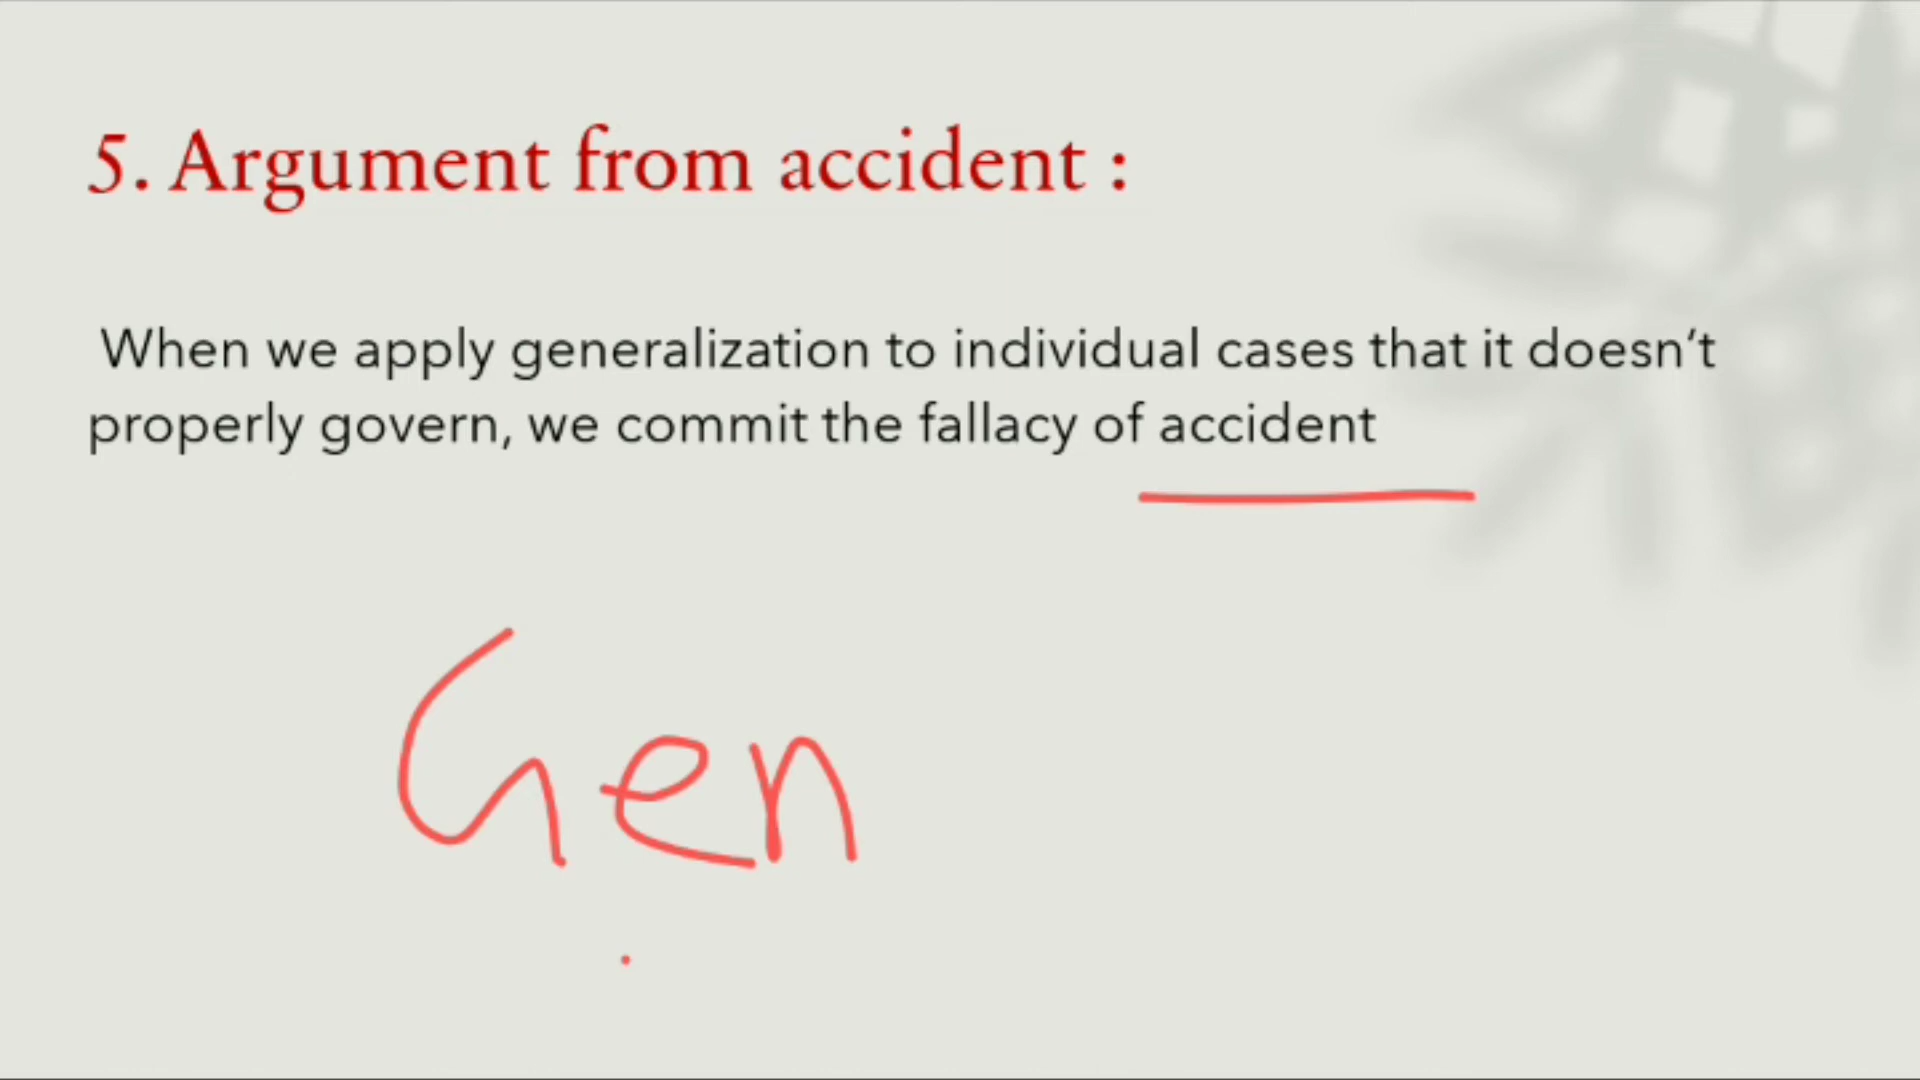 5. Argument from accident :
When we apply generalization to individual cases that it doesn’t
properly govern, we commit the fallacy of accident
Gen